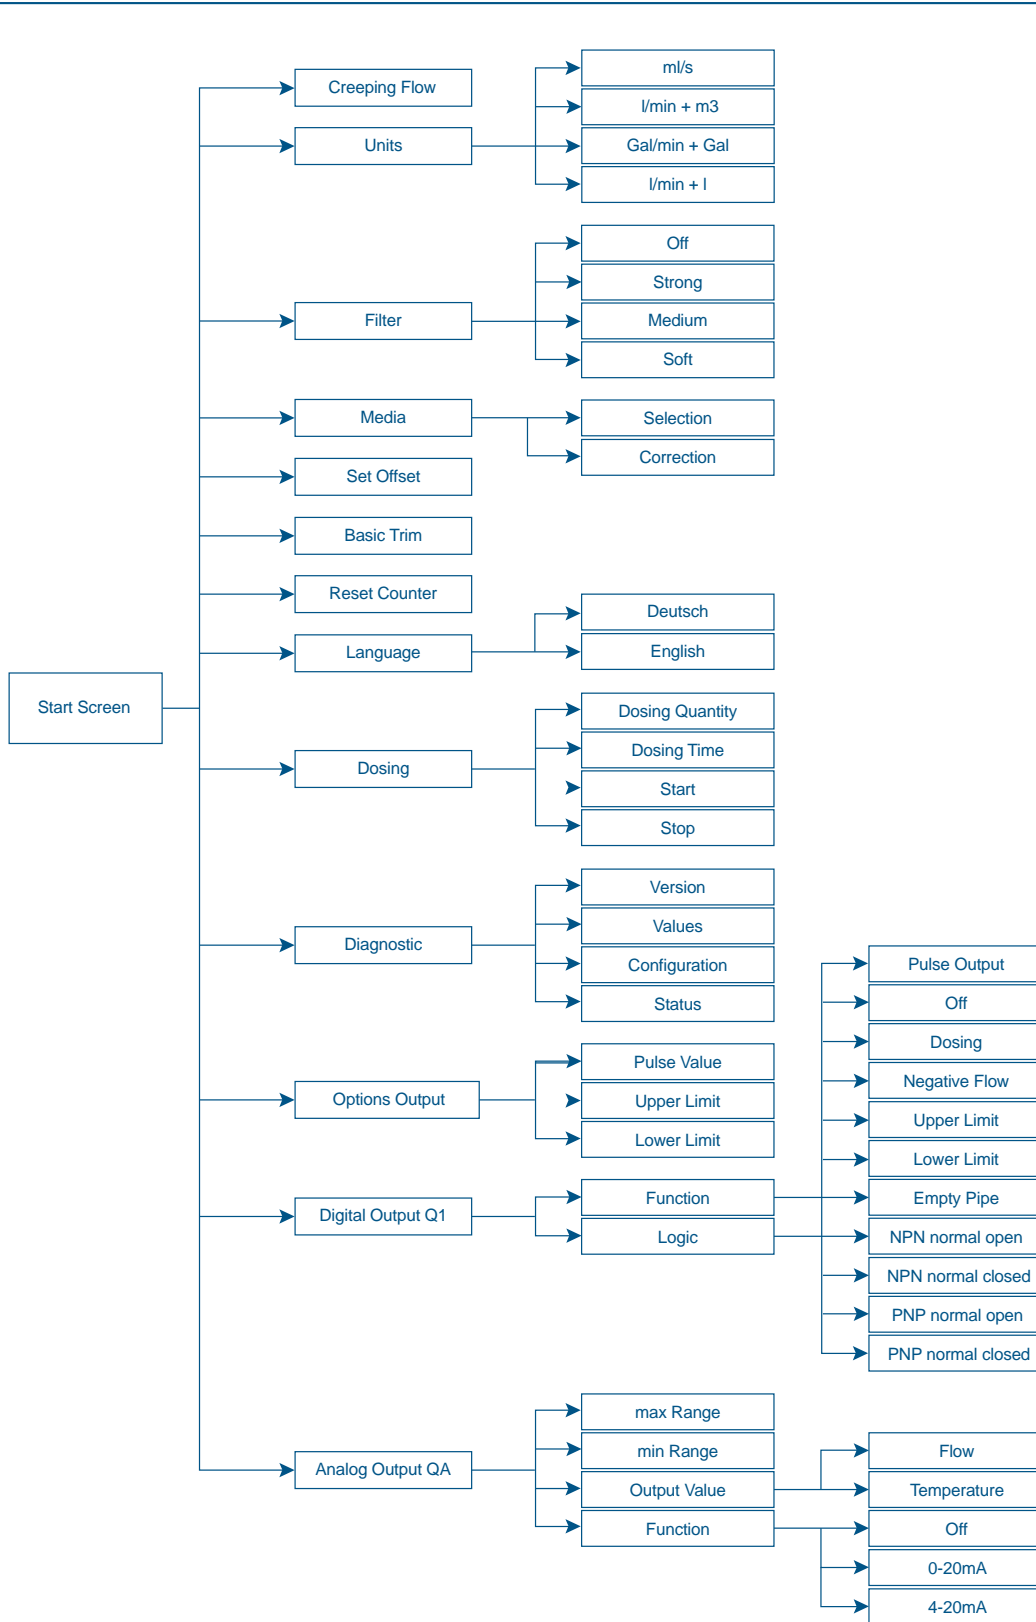 Start Screen
Creeping Flow
Units
ml/s
l/min + m3
Gal/min + Gal
l/min + l
Filter
Off
Strong
Medium
Soft
Media
Selection
Correction
Set Offset
Basic Trim
Reset Counter
Language
Deutsch
English
Dosing
Dosing Quantity
Dosing Time
Start
Stop
Diagnostic
Version
Values
Configuration
Status
Options Output
Pulse Value
Upper Limit
Lower Limit
Digital Output Q1
Function
Logic
Pulse Output
Off
Dosing
Negative Flow
Upper Limit
Lower Limit
Empty Pipe
NPN normal open
NPN normal closed
PNP normal open
PNP normal closed
Analog Output QA
max Range
min Range
Output Value
Function
Flow
Temperature
Off
0-20mA
4-20mA